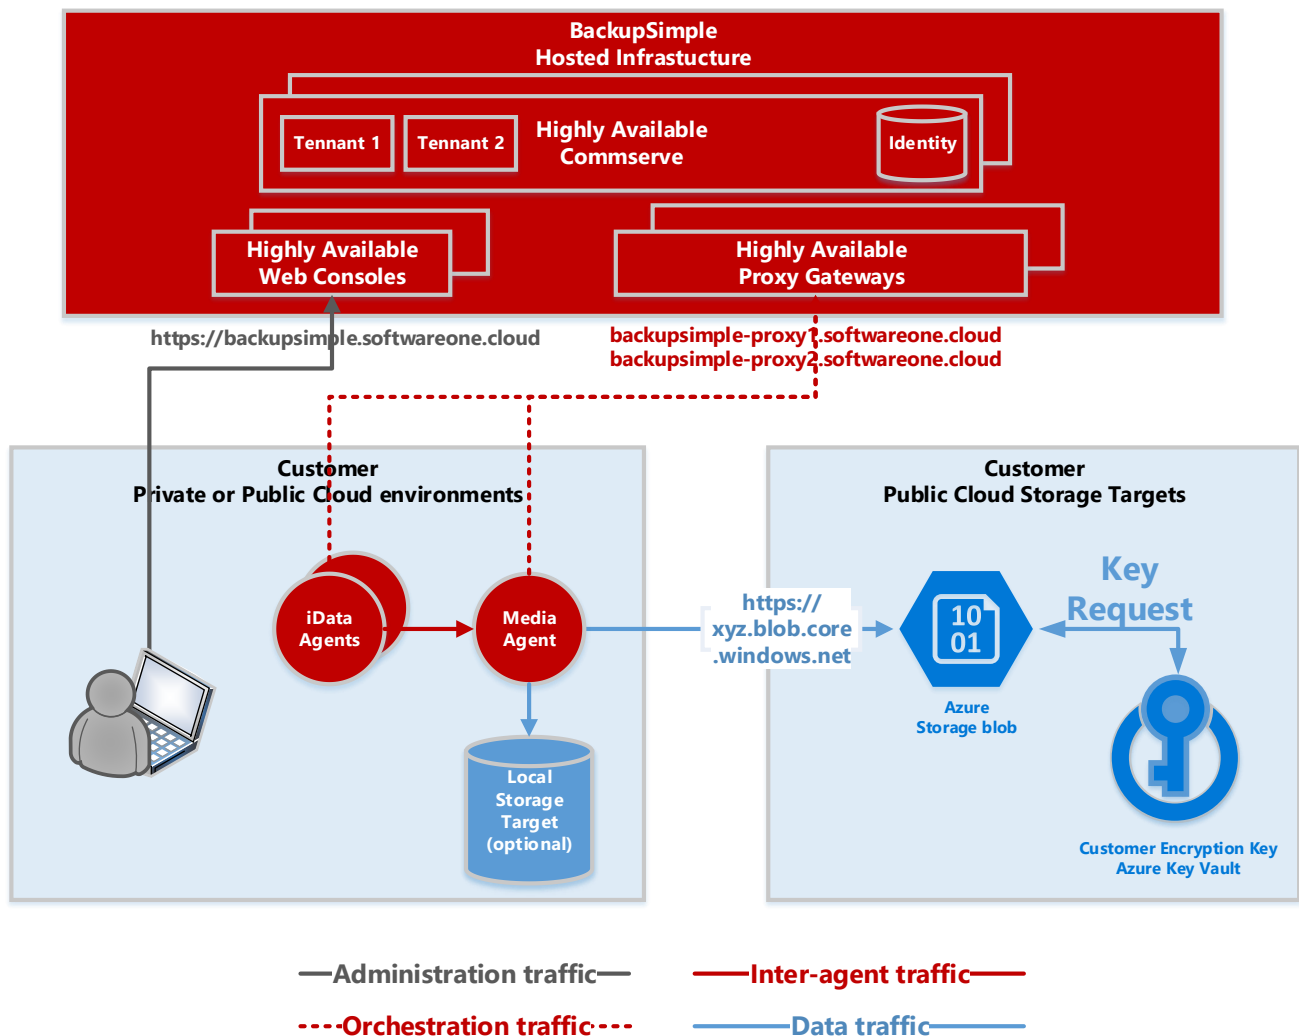 BackupSimple
Hosted Infrastucture
Tennant 1
Tennant 2
Highly Available
Commserve
Identity
Highly Available
Web Consoles
Highly Available
Proxy Gateways
https://backupsimple.softwareone.cloud
backupsimple-proxy1.softwareone.cloud
backupsimple-proxy2.softwareone.cloud
Customer
Private or Public Cloud environments
iData
Agents
Media
Agent
Local
Storage
Target
(optional)
https://
xyz.blob.core
.windows.net
Customer
Public Cloud Storage Targets
10
01
Azure
Storage blob
Key
Request
Customer Encryption Key
Azure Key Vault
Administration traffic
Inter-agent traffic
Orchestration traffic
Data traffic